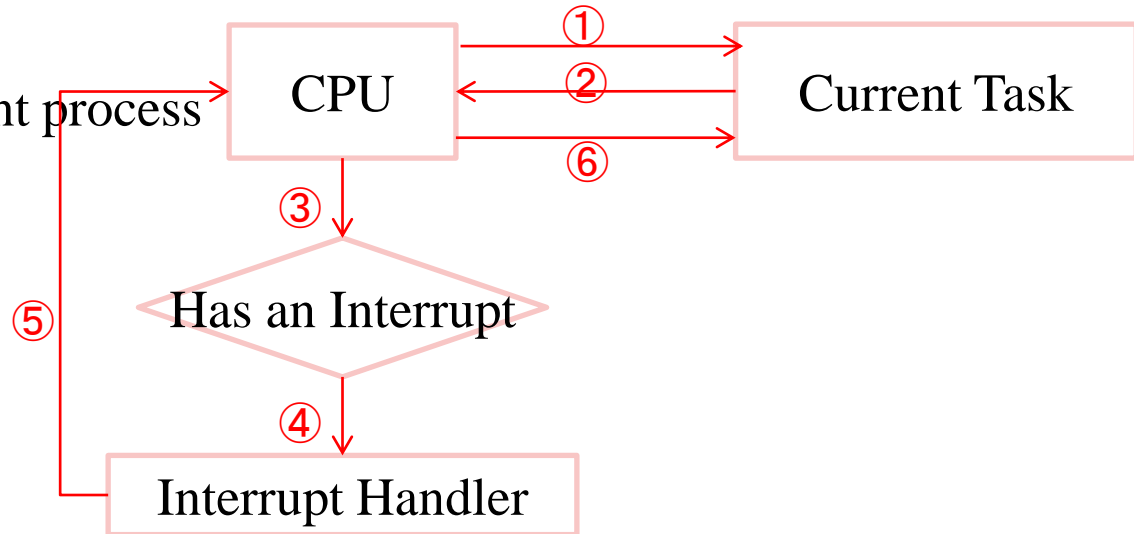 ①
CPU
②
Current Task
nt process
⑥
③
Has an Interrupt
⑤
④
Interrupt Handler